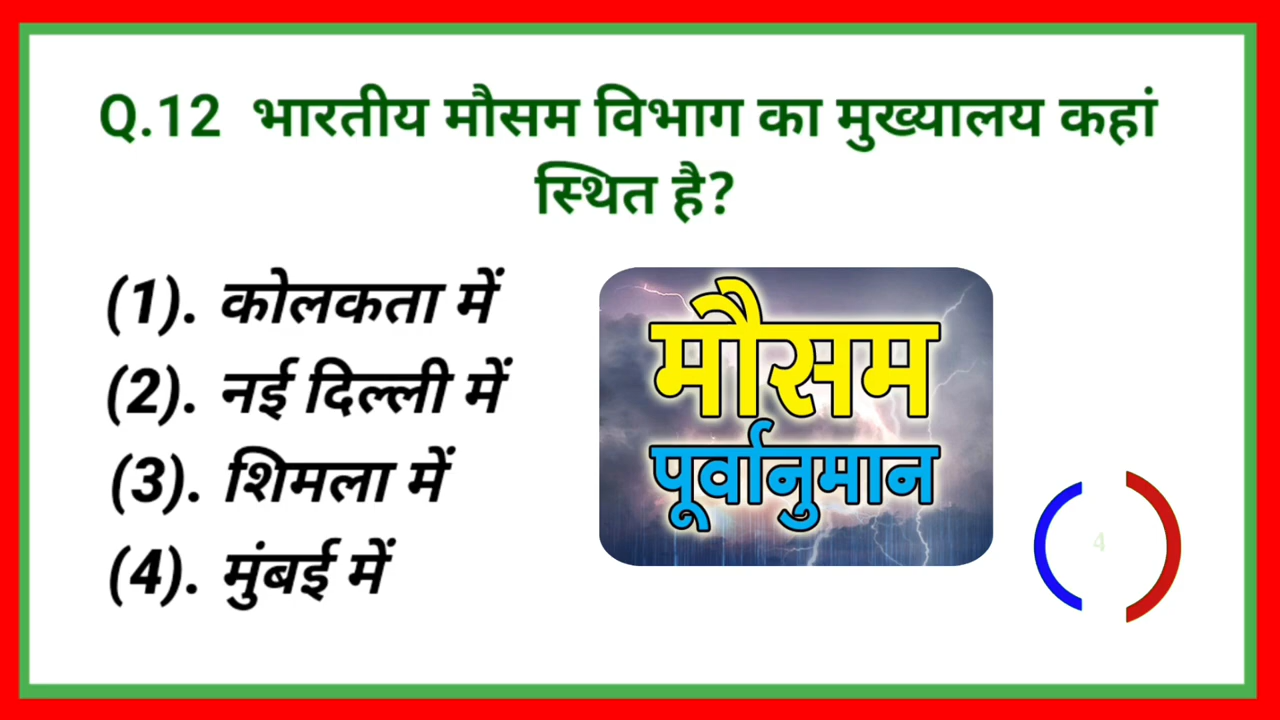 Q.12 भारतीय मौसम विभाग का मुख्यालय कहां
स्थित है?
(1). कोलकता में
(2). नई दिल्ली में
(3). शिमला में
(4). मुंबई में
मौसम
पूर्वानुमान
4